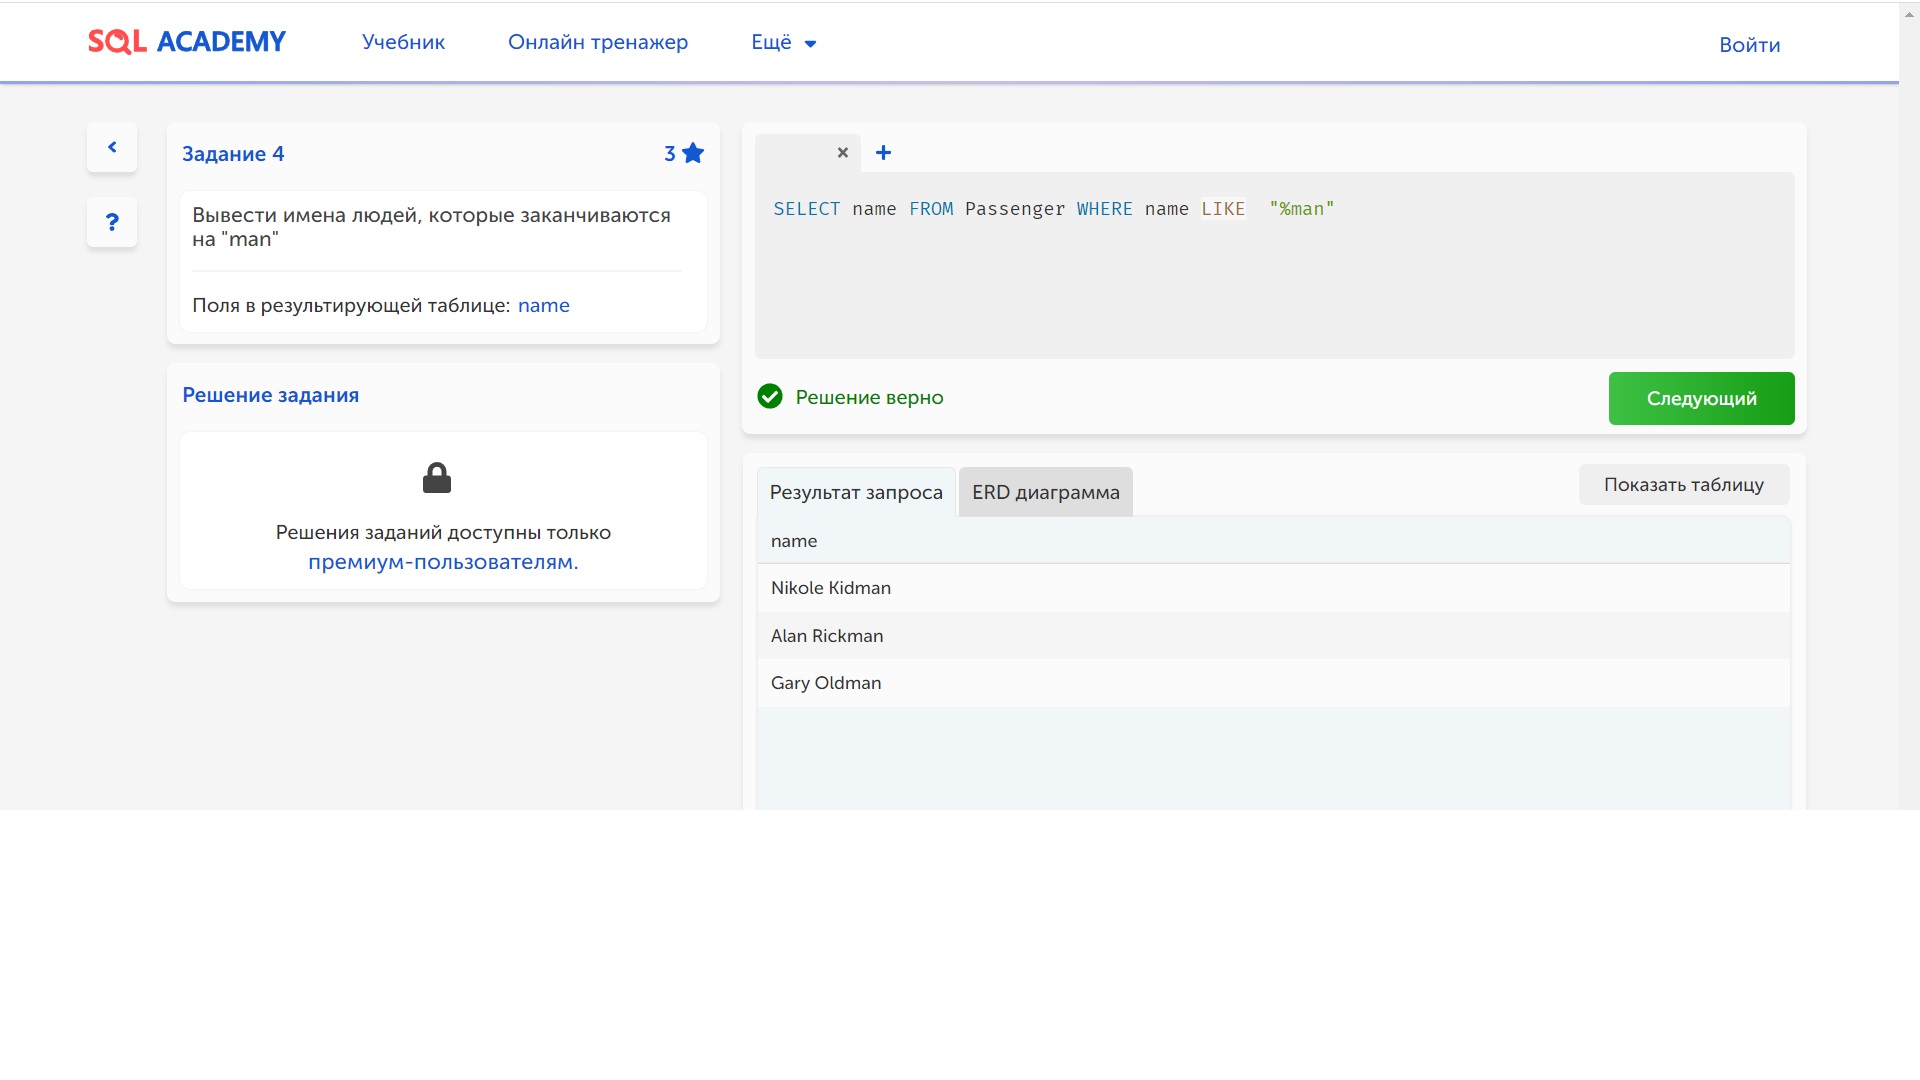 SQL ACADEMY
Учебник
Онлайн тренажер
Ещё
Войти
Задание 4
3
Вывести имена людей, которые заканчиваются
на "man"
Поля в результирующей таблице: name
Решение задания
Решения заданий доступны только
премиум-пользователям.
SELECT name FROM Passenger WHERE name LIKE  "%man"
Решение верно
Следующий
Результат запроса
ERD диаграмма
Показать таблицу
name
Nikole Kidman
Alan Rickman
Gary Oldman